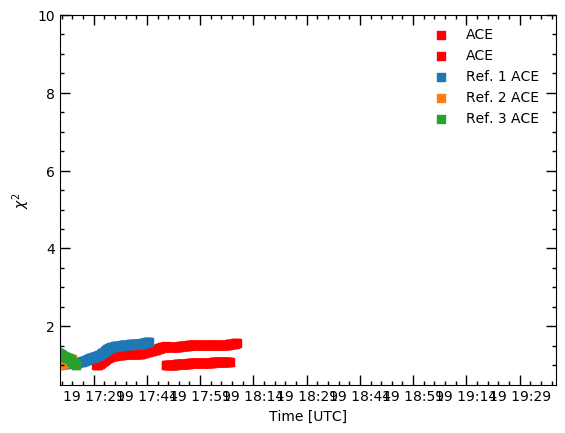 10
8
6
4
2
χ²
ACE
ACE
Ref. 1 ACE
Ref. 2 ACE
Ref. 3 ACE
19 17:29 19 17:44 19 17:59 19 18:14 19 18:29 19 18:44 19 18:59 19 19:14 19 19:29
Time [UTC]